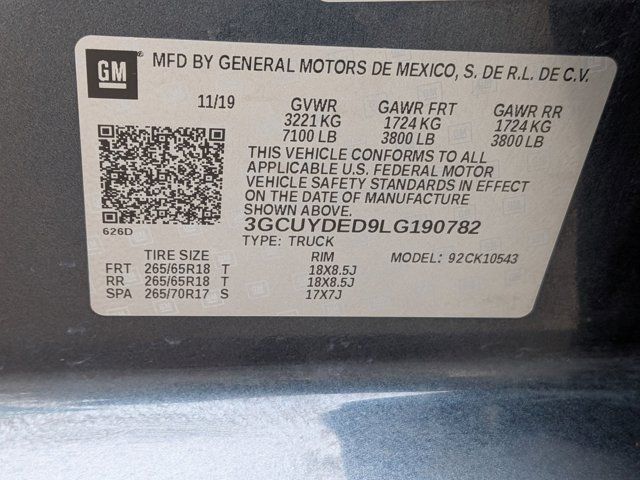 GM
MFD BY GENERAL MOTORS DE MEXICO, S. DE R.L. DE C.V.
11/19 GVWR GAWR FRT GAWR RR
3221 KG 1724 KG 1724 KG
7100 LB 3800 LB 3800 LB
THIS VEHICLE CONFORMS TO ALL
APPLICABLE U.S. FEDERAL MOTOR
VEHICLE SAFETY STANDARDS IN EFFECT
ON THE DATE OF MANUFACTURE
SHOWN ABOVE.
626D 3GCUYDED9LG190782
TYPE: TRUCK
TIRE SIZE RIM MODEL: 92CK10543
FRT 265/65R18 T 18X8.5J
RR 265/65R18 T 18X8.5J
SPA 265/70R17 S 17X7J